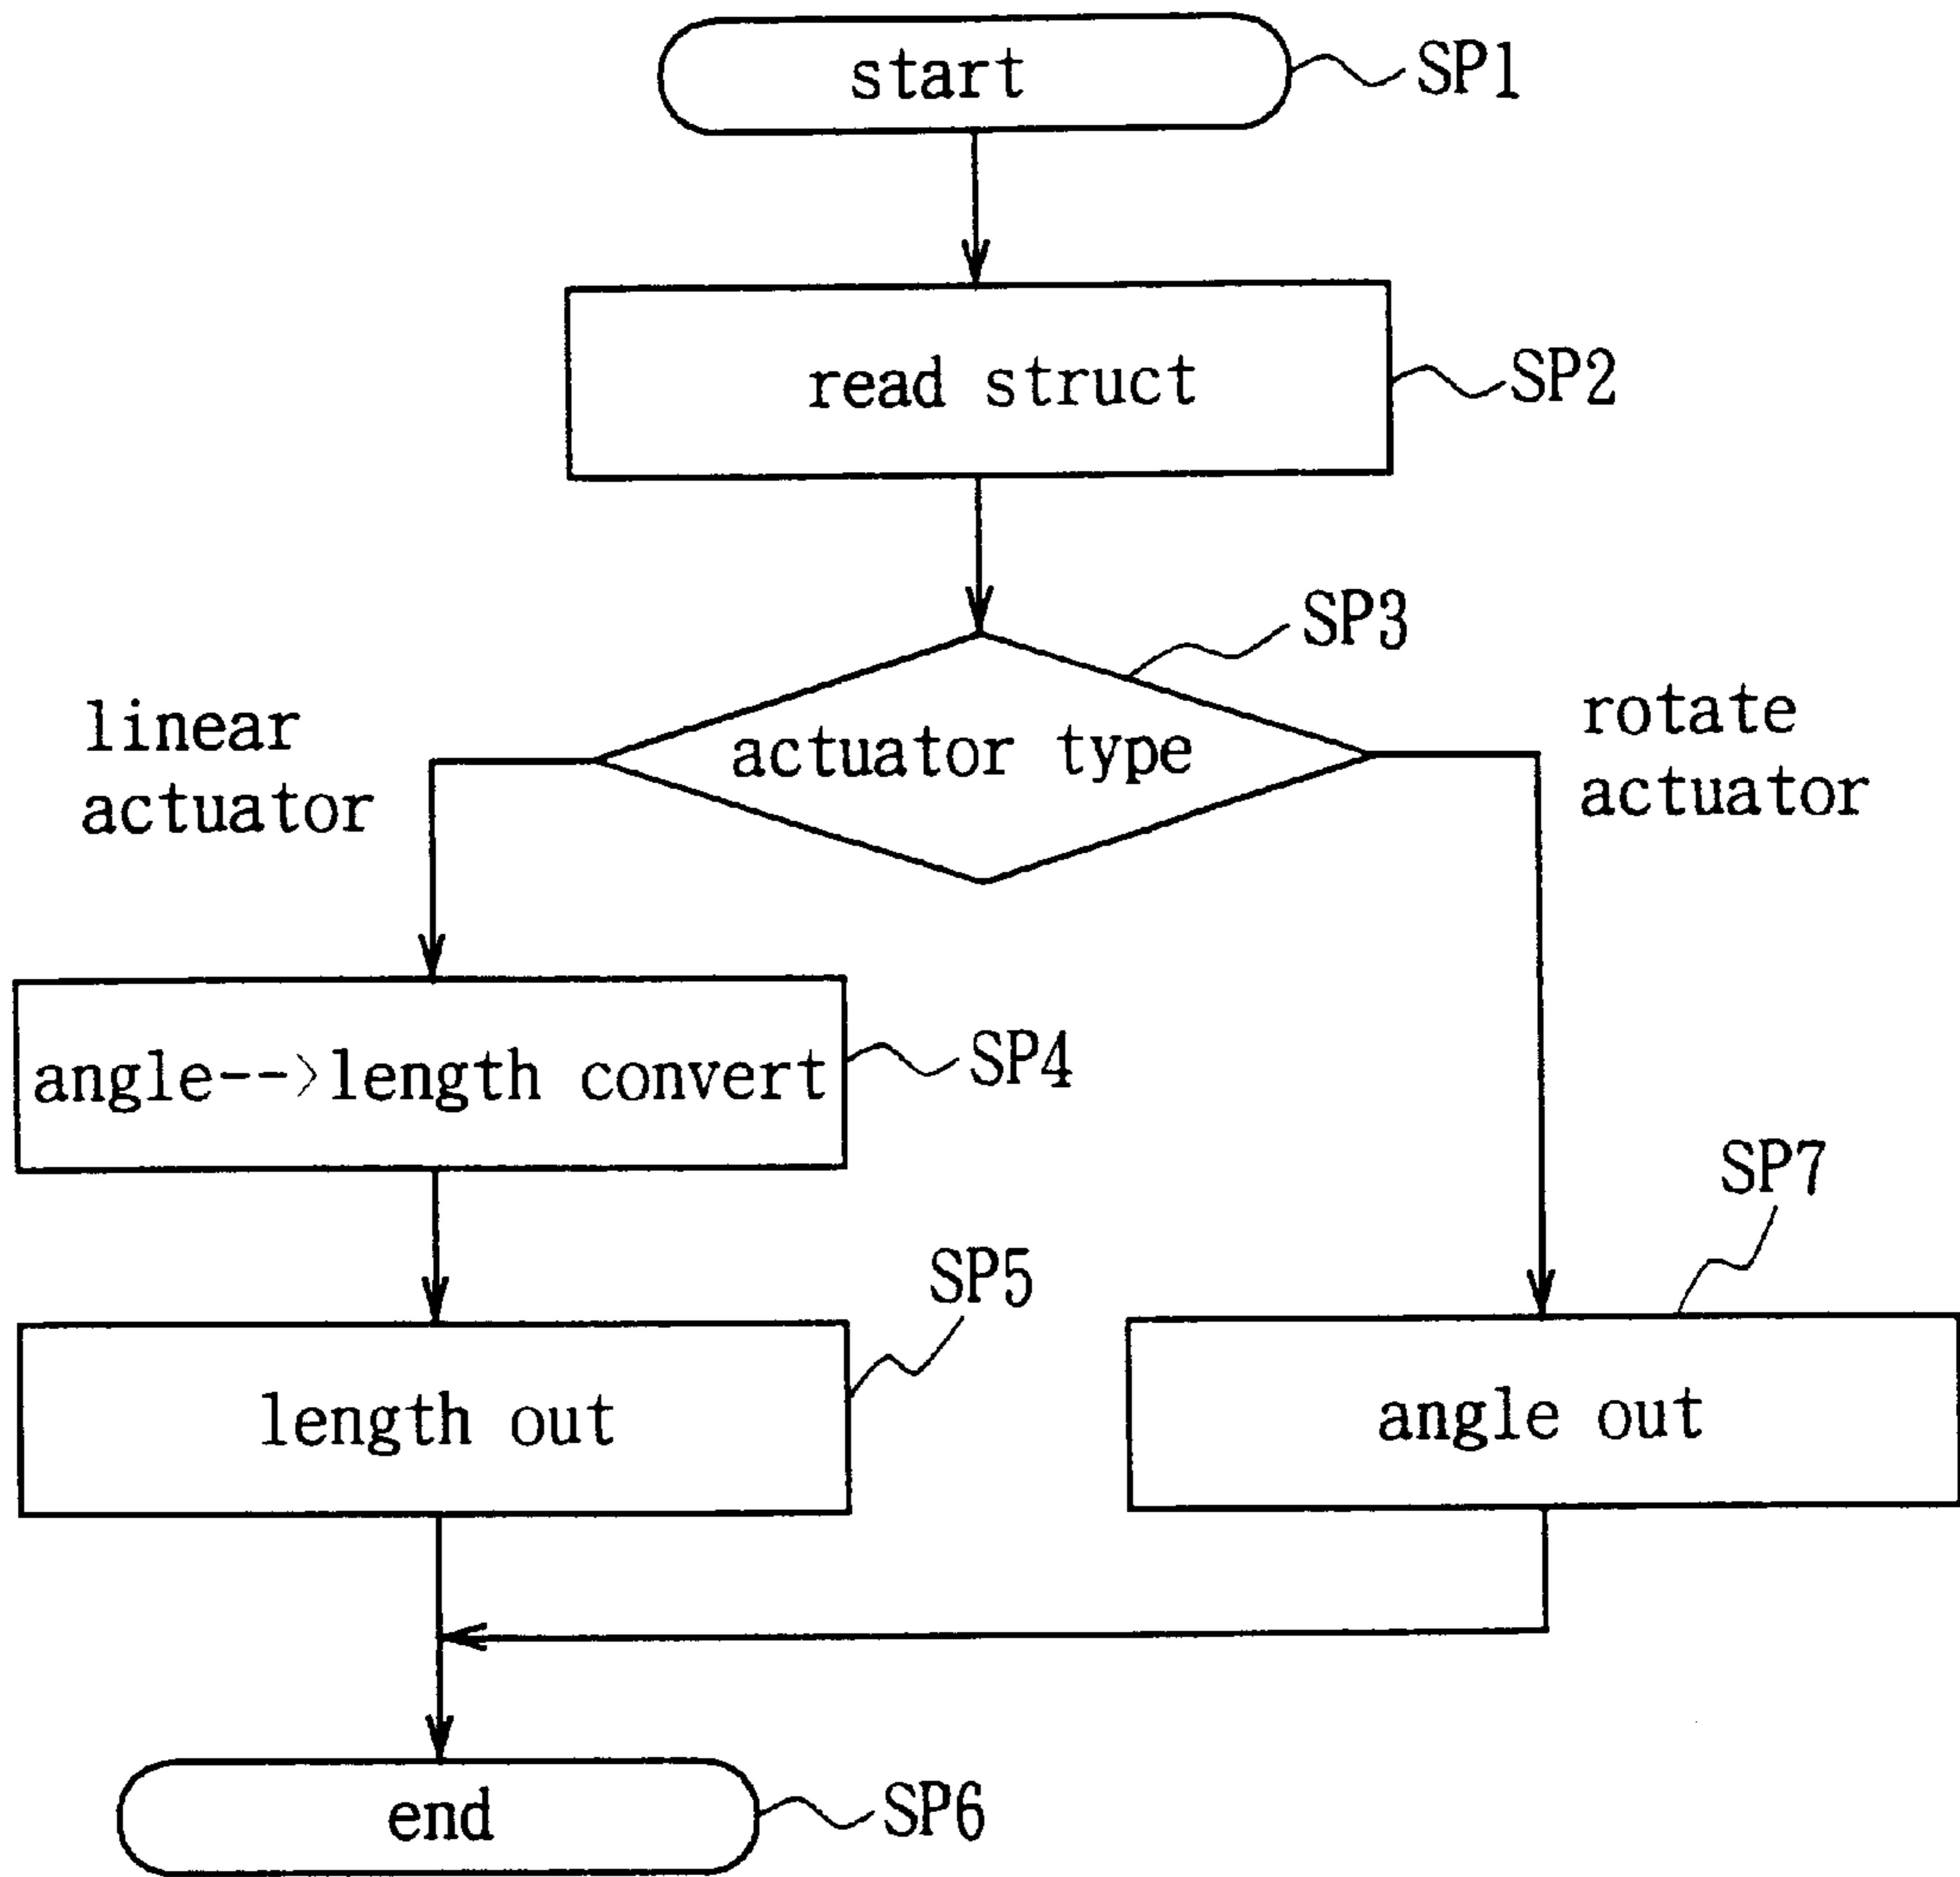 start
SP1
read struct
SP2
SP3
linear
actuator
actuator type
rotate
actuator
angle-->length convert
SP4
SP7
SP5
length out
angle out
end
SP6